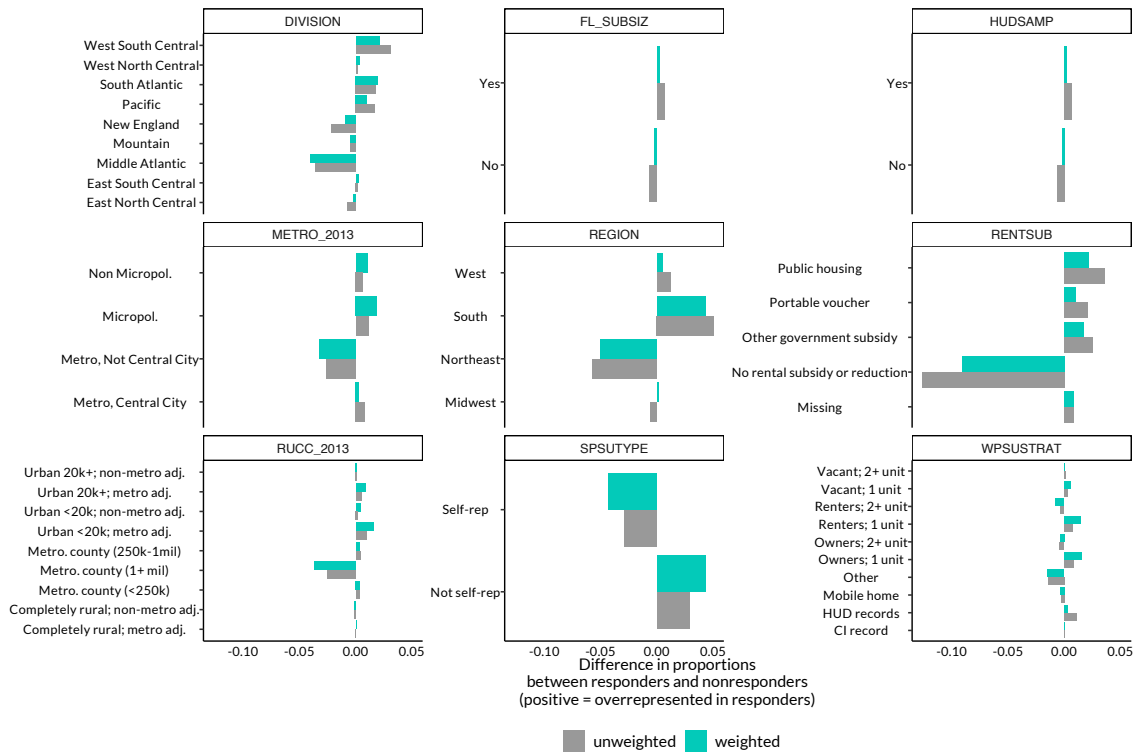 DIVISION
West South Central
West North Central
South Atlantic
Pacific
New England
Mountain
Middle Atlantic
East South Central
East North Central
FL_SUBSIZ
Yes
No
HUDSAMP
Yes
No
METRO_2013
Non Micropol.
Micropol.
Metro, Not Central City
Metro, Central City
REGION
West
South
Northeast
Midwest
RENTSUB
Public housing
Portable voucher
Other government subsidy
No rental subsidy or reduction
Missing
RUCC_2013
Urban 20k+; non-metro adj.
Urban 20k+; metro adj.
Urban <20k; non-metro adj.
Urban <20k; metro adj.
Metro. county (250k-1mil)
Metro. county (1+ mil)
Metro. county (<250k)
Completely rural; non-metro adj.
Completely rural; metro adj.
-0.10 -0.05 0.00 0.05
SPSUTYPE
Self-rep
Not self-rep
-0.10 -0.05 0.00 0.05
WPSUSTRAT
Vacant; 2+ unit
Vacant; 1 unit
Renters; 2+ unit
Renters; 1 unit
Owners; 2+ unit
Owners; 1 unit
Other
Mobile home
HUD records
CI record
-0.10 -0.05 0.00 0.05
Difference in proportions
between responders and nonresponders
(positive = overrepresented in responders)
unweighted weighted